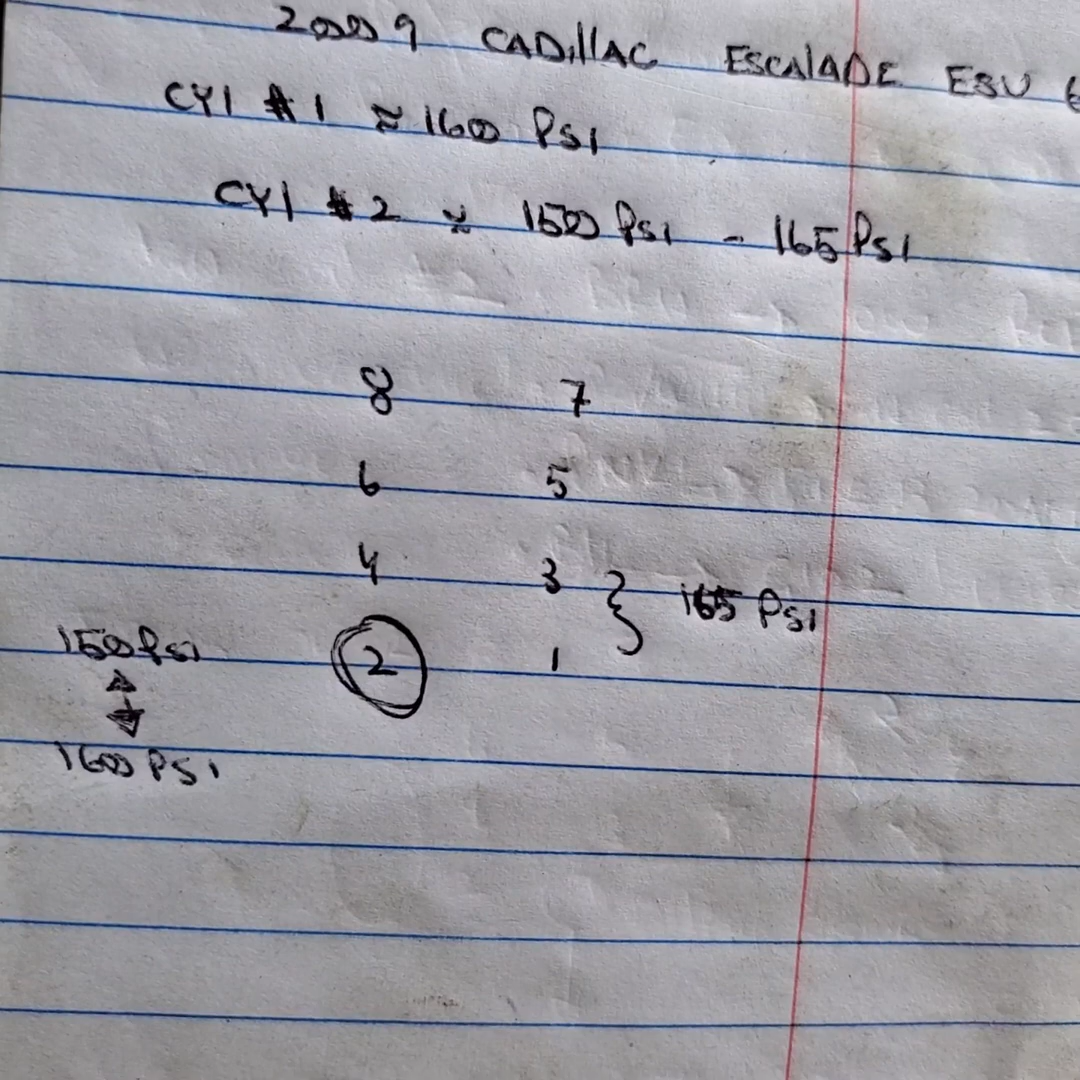 2009 CADillAC ESCAlADE ESV 6
CYl #1 ≈ 160 PSI
CYl #2 ≈ 150 PSI - 165 PSI
8 7
6 5
4 3 } 165 PSI
150 PSI
2 1
160 PSI